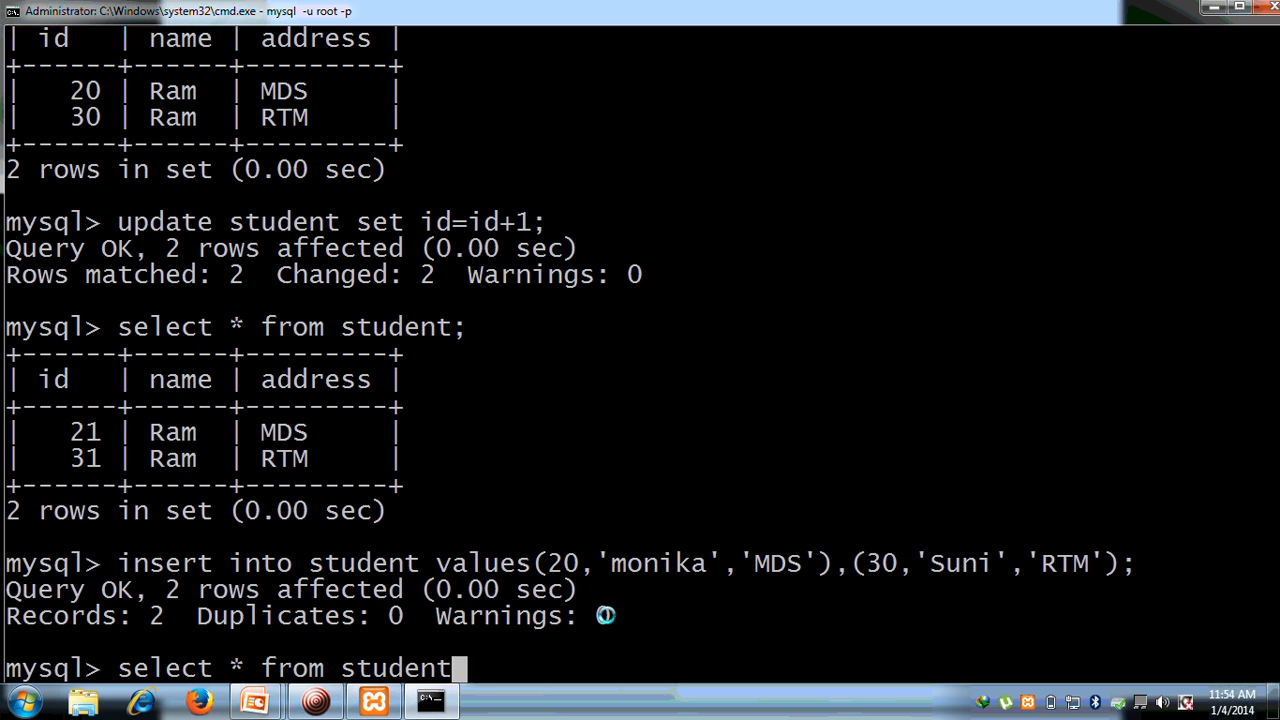 Administrator: C:\Windows\system32\cmd.exe - mysql -u root -p
| id   | name | address |
+------+------+---------+
|   20 | Ram  | MDS     |
|   30 | Ram  | RTM     |
+------+------+---------+
2 rows in set (0.00 sec)
mysql> update student set id=id+1;
Query OK, 2 rows affected (0.00 sec)
Rows matched: 2  Changed: 2  Warnings: 0
mysql> select * from student;
+------+------+---------+
| id   | name | address |
+------+------+---------+
|   21 | Ram  | MDS     |
|   31 | Ram  | RTM     |
+------+------+---------+
2 rows in set (0.00 sec)
mysql> insert into student values(20,'monika','MDS'),(30,'Suni','RTM');
Query OK, 2 rows affected (0.00 sec)
Records: 2  Duplicates: 0  Warnings: 0
mysql> select * from student
11:54 AM
1/4/2014